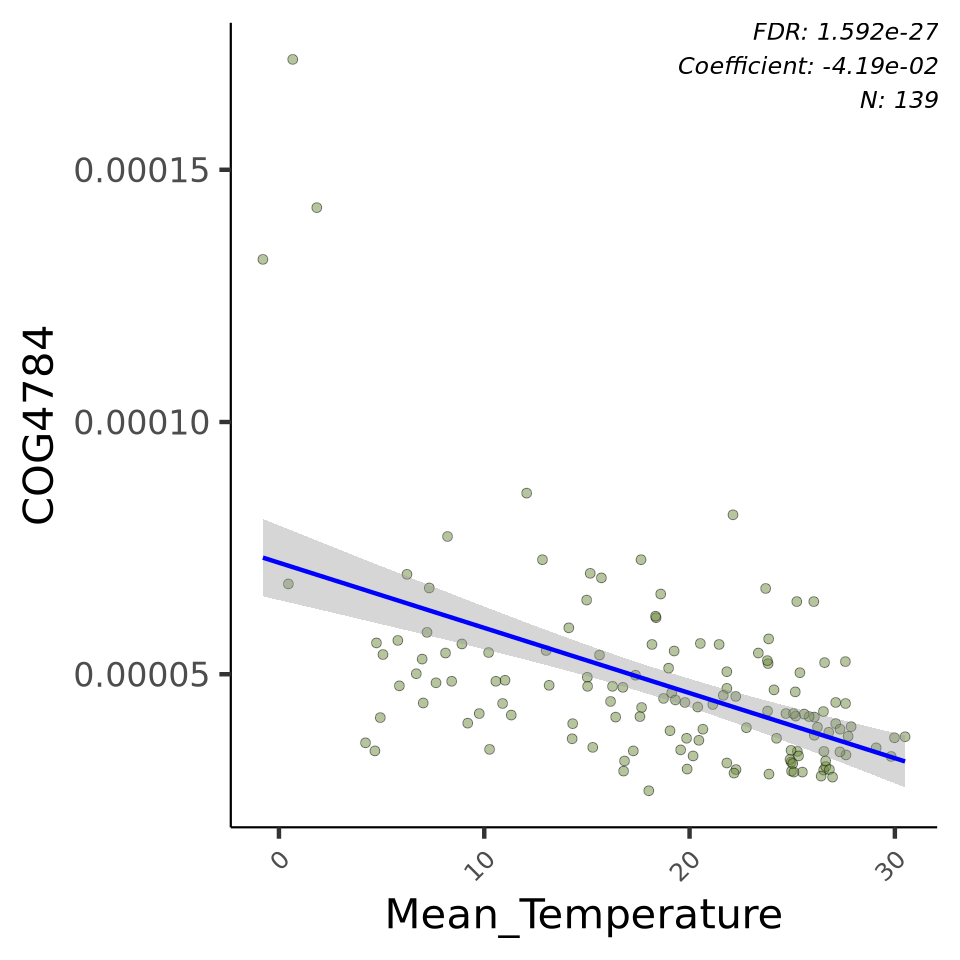 FDR: 1.592e-27
Coefficient: -4.19e-02
N: 139
0.00015
0.00010
0.00005
COG4784
0
10
20
30
Mean_Temperature